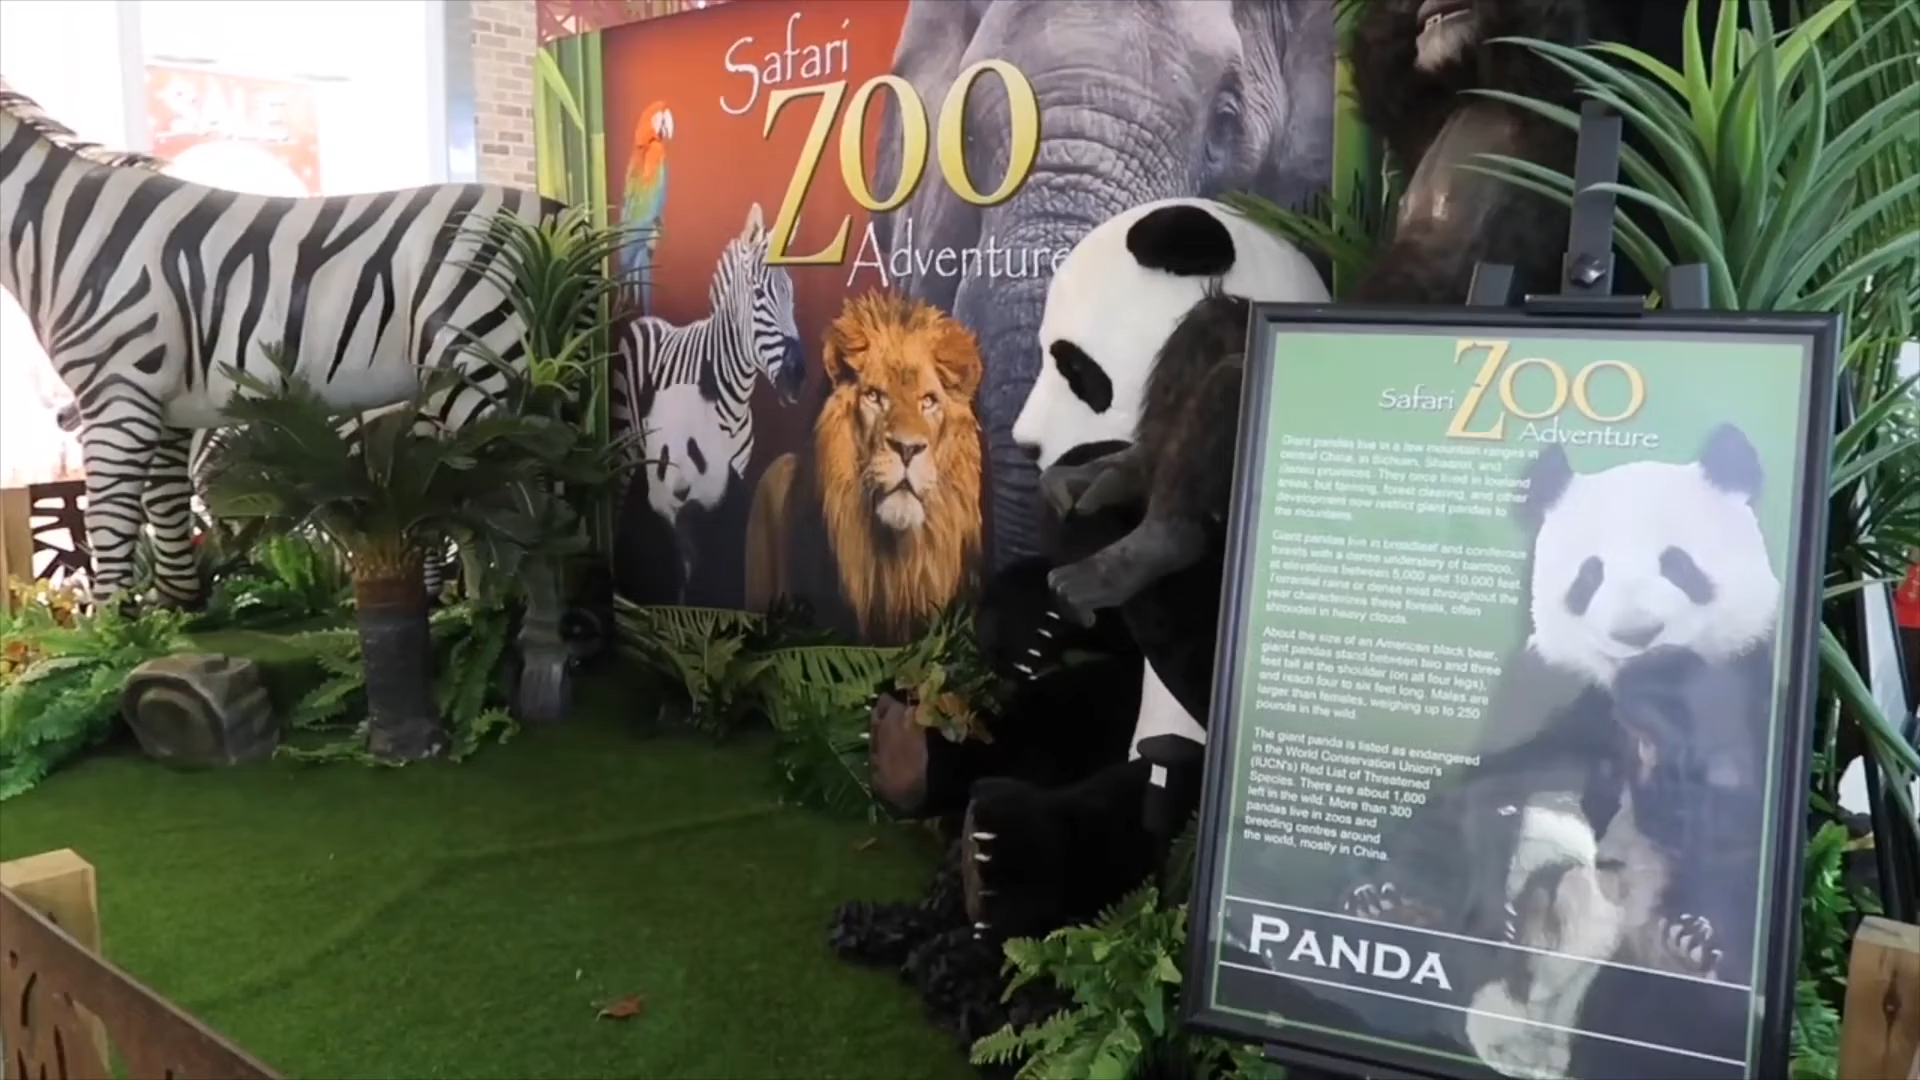 SALE
Safari
ZOO
Adventure
Safari ZOO
Adventure
Giant pandas live in a few mountain ranges in
central China, in Sichuan, Shaanxi, and
Gansu provinces. They once lived in lowland
areas, but farming, forest clearing, and other
development now restrict giant pandas to
the mountains.
Giant pandas live in broadleaf and coniferous
forests with a dense understory of bamboo,
at elevations between 5,000 and 10,000 feet.
Torrential rains or dense mist throughout the
year characterizes these forests, often
shrouded in heavy clouds.
About the size of an American black bear,
giant pandas stand between two and three
feet tall at the shoulder (on all four legs),
and reach four to six feet long. Males are
larger than females, weighing up to 250
pounds in the wild.
The giant panda is listed as endangered
in the World Conservation Union's
(IUCN's) Red List of Threatened
Species. There are about 1,600
left in the wild. More than 300
pandas live in zoos and
breeding centres around
the world, mostly in China.
PANDA